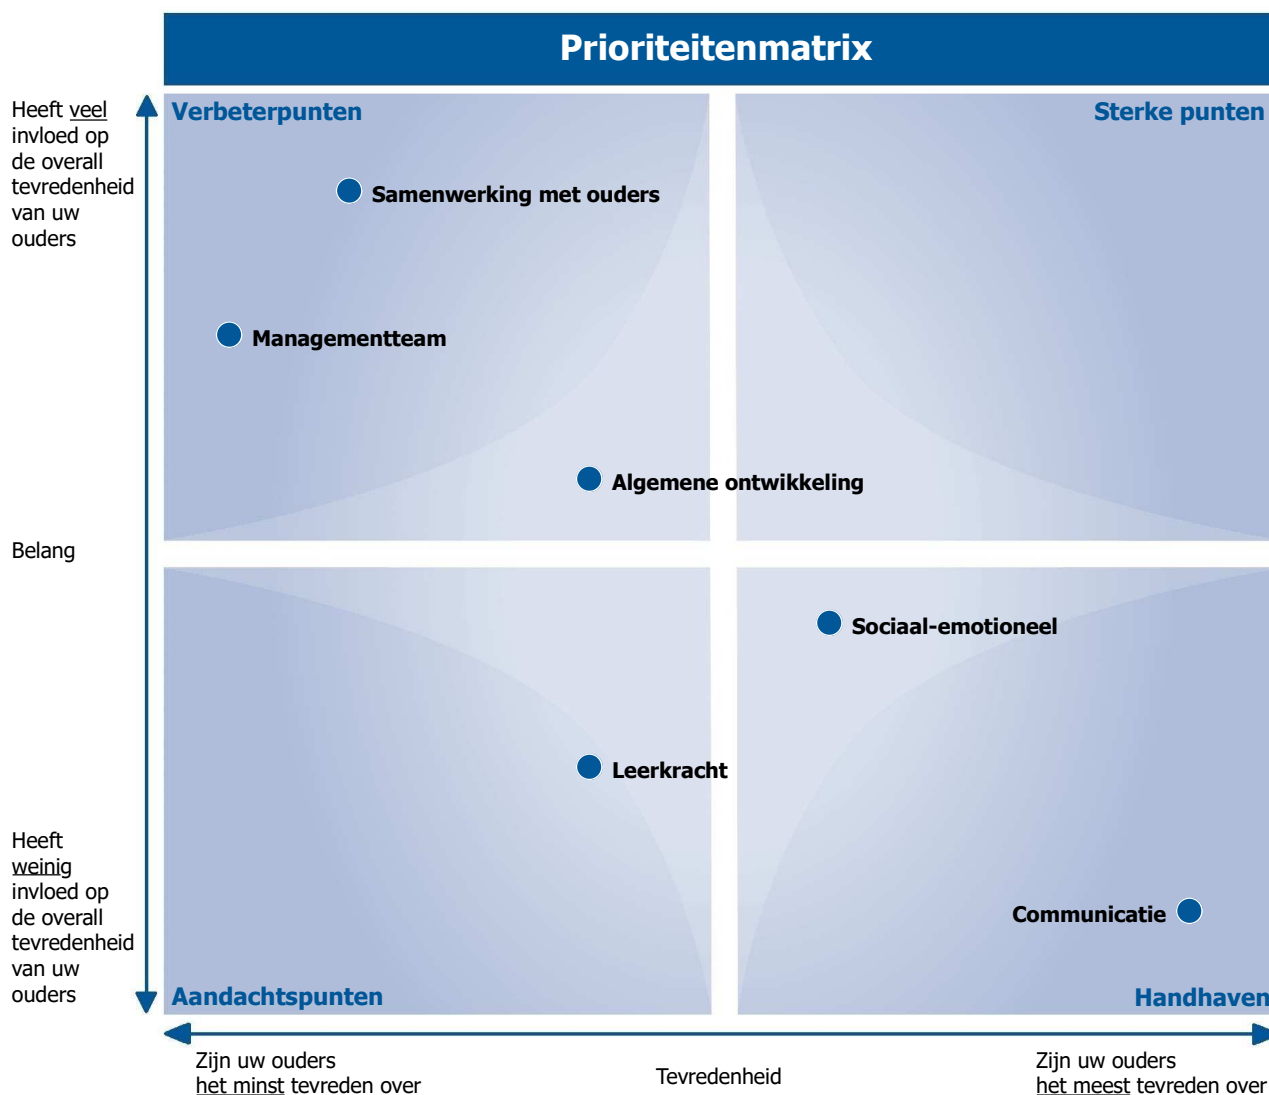 Prioriteitenmatrix
Heeft veel
invloed op
de overall
tevredenheid
van uw
ouders
Verbeterpunten
Sterke punten
Samenwerking met ouders
Managementteam
Algemene ontwikkeling
Belang
Sociaal-emotioneel
Leerkracht
Heeft
weinig
invloed op
de overall
tevredenheid
van uw
ouders
Communicatie
Aandachtspunten
Handhaven
Zijn uw ouders
het minst tevreden over
Tevredenheid
Zijn uw ouders
het meest tevreden over